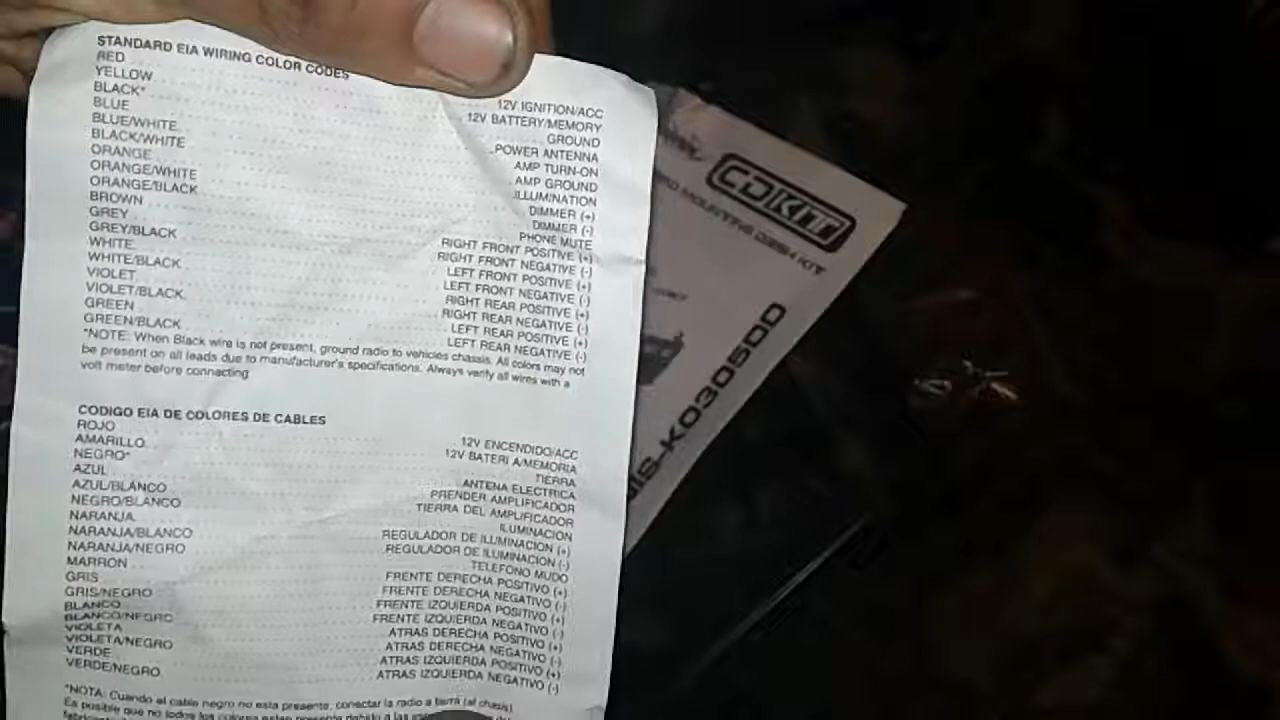 STANDARD EIA WIRING COLOR CODES
RED 12V IGNITION/ACC
YELLOW 12V BATTERY/MEMORY
BLACK* GROUND
BLUE POWER ANTENNA
BLUE/WHITE AMP TURN-ON
BLACK/WHITE AMP GROUND
ORANGE ILLUMINATION
ORANGE/WHITE DIMMER (+)
ORANGE/BLACK DIMMER (-)
BROWN PHONE MUTE
GREY RIGHT FRONT POSITIVE (+)
GREY/BLACK RIGHT FRONT NEGATIVE (-)
WHITE LEFT FRONT POSITIVE (+)
WHITE/BLACK LEFT FRONT NEGATIVE (-)
VIOLET RIGHT REAR POSITIVE (+)
VIOLET/BLACK RIGHT REAR NEGATIVE (-)
GREEN LEFT REAR POSITIVE (+)
GREEN/BLACK LEFT REAR NEGATIVE (-)
*NOTE: When Black wire is not present, ground radio to vehicles chassis. All colors may not
be present on all leads due to manufacturer's specifications. Always verify all wires with a
volt meter before connecting
CODIGO EIA DE COLORES DE CABLES
ROJO 12V ENCENDIDO/ACC
AMARILLO 12V BATERI A/MEMORIA
NEGRO* TIERRA
AZUL ANTENA ELECTRICA
AZUL/BLANCO PRENDER AMPLIFICADOR
NEGRO/BLANCO TIERRA DEL AMPLIFICADOR
NARANJA ILUMINACION
NARANJA/BLANCO REGULADOR DE ILUMINACION (+)
NARANJA/NEGRO REGULADOR DE ILUMINACION (-)
MARRON TELEFONO MUDO
GRIS FRENTE DERECHA POSITIVO (+)
GRIS/NEGRO FRENTE DERECHA NEGATIVO (-)
BLANCO FRENTE IZQUIERDA POSITIVO (+)
BLANCO/NEGRO FRENTE IZQUIERDA NEGATIVO (-)
VIOLETA ATRAS DERECHA POSITIVO (+)
VIOLETA/NEGRO ATRAS DERECHA NEGATIVO (-)
VERDE ATRAS IZQUIERDA POSITIVO (+)
VERDE/NEGRO ATRAS IZQUIERDA NEGATIVO (-)
*NOTA: Cuando el cable negro no esta presente, conectar la radio a tierra (al chasis)
Es posible que no todos los colores esten presente debido a las
CDKIT
MOUNTING DASH KIT
K03050D